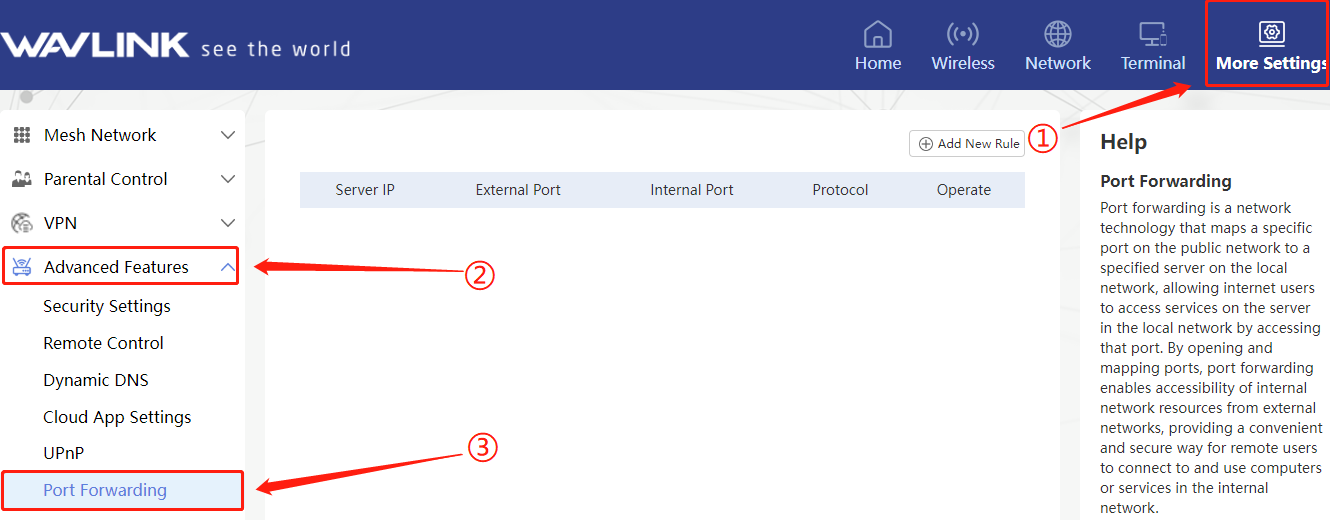 WAVLINK see the world
Home
Wireless
Network
Terminal
More Settings
①
Mesh Network
Parental Control
VPN
Advanced Features
②
Security Settings
Remote Control
Dynamic DNS
Cloud App Settings
UPnP
Port Forwarding
③
Add New Rule
Server IP
External Port
Internal Port
Protocol
Operate
Help
Port Forwarding
Port forwarding is a network
technology that maps a specific
port on the public network to a
specified server on the local
network, allowing internet users
to access services on the server
in the local network by accessing
that port. By opening and
mapping ports, port forwarding
enables accessibility of internal
network resources from external
networks, providing a convenient
and secure way for remote users
to connect to and use computers
or services in the internal
network.